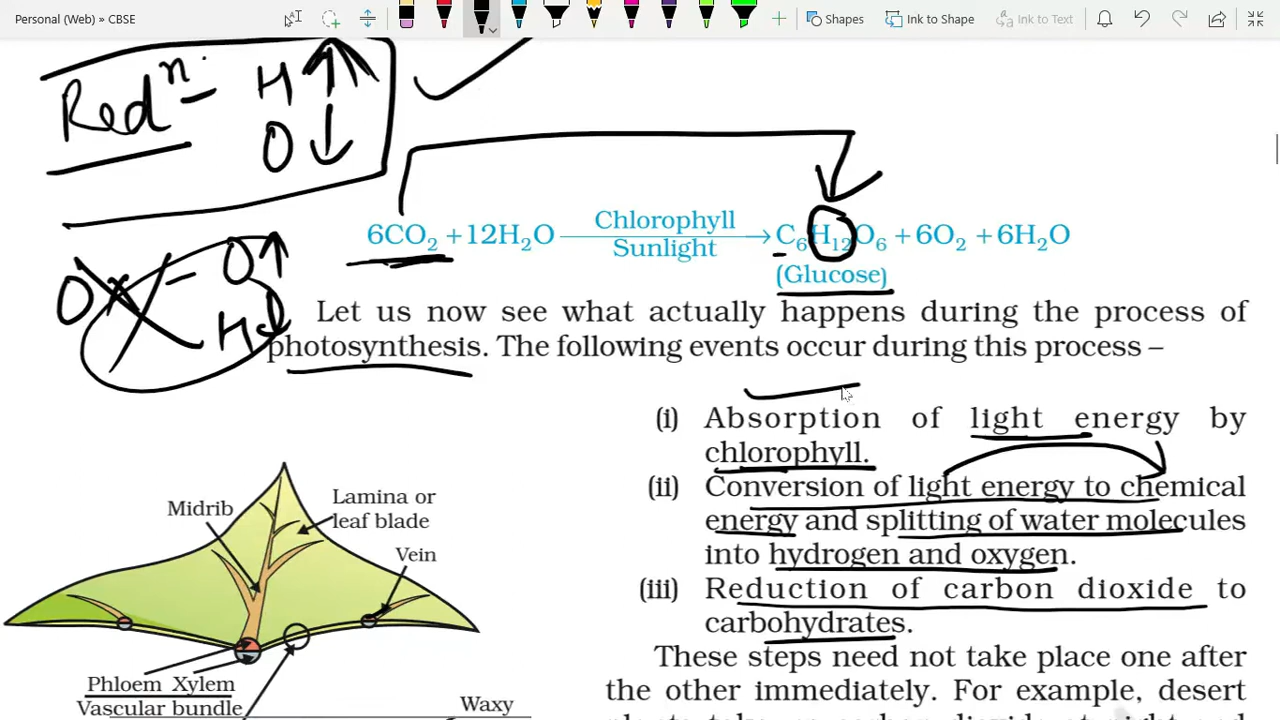 Personal (Web) » CBSE
Shapes
Ink to Shape
Ink to Text
Redⁿ - H ↑
O ↓
6CO₂ + 12H₂O Chlorophyll Sunlight → C₆H₁₂O₆ + 6O₂ + 6H₂O
(Glucose)
Ox - O ↑
H ↓
Let us now see what actually happens during the process of
photosynthesis. The following events occur during this process –
(i) Absorption of light energy by
chlorophyll.
(ii) Conversion of light energy to chemical
energy and splitting of water molecules
into hydrogen and oxygen.
(iii) Reduction of carbon dioxide to
carbohydrates.
These steps need not take place one after
the other immediately. For example, desert
Midrib
Lamina or
leaf blade
Vein
Phloem Xylem
Vascular bundle
Waxy